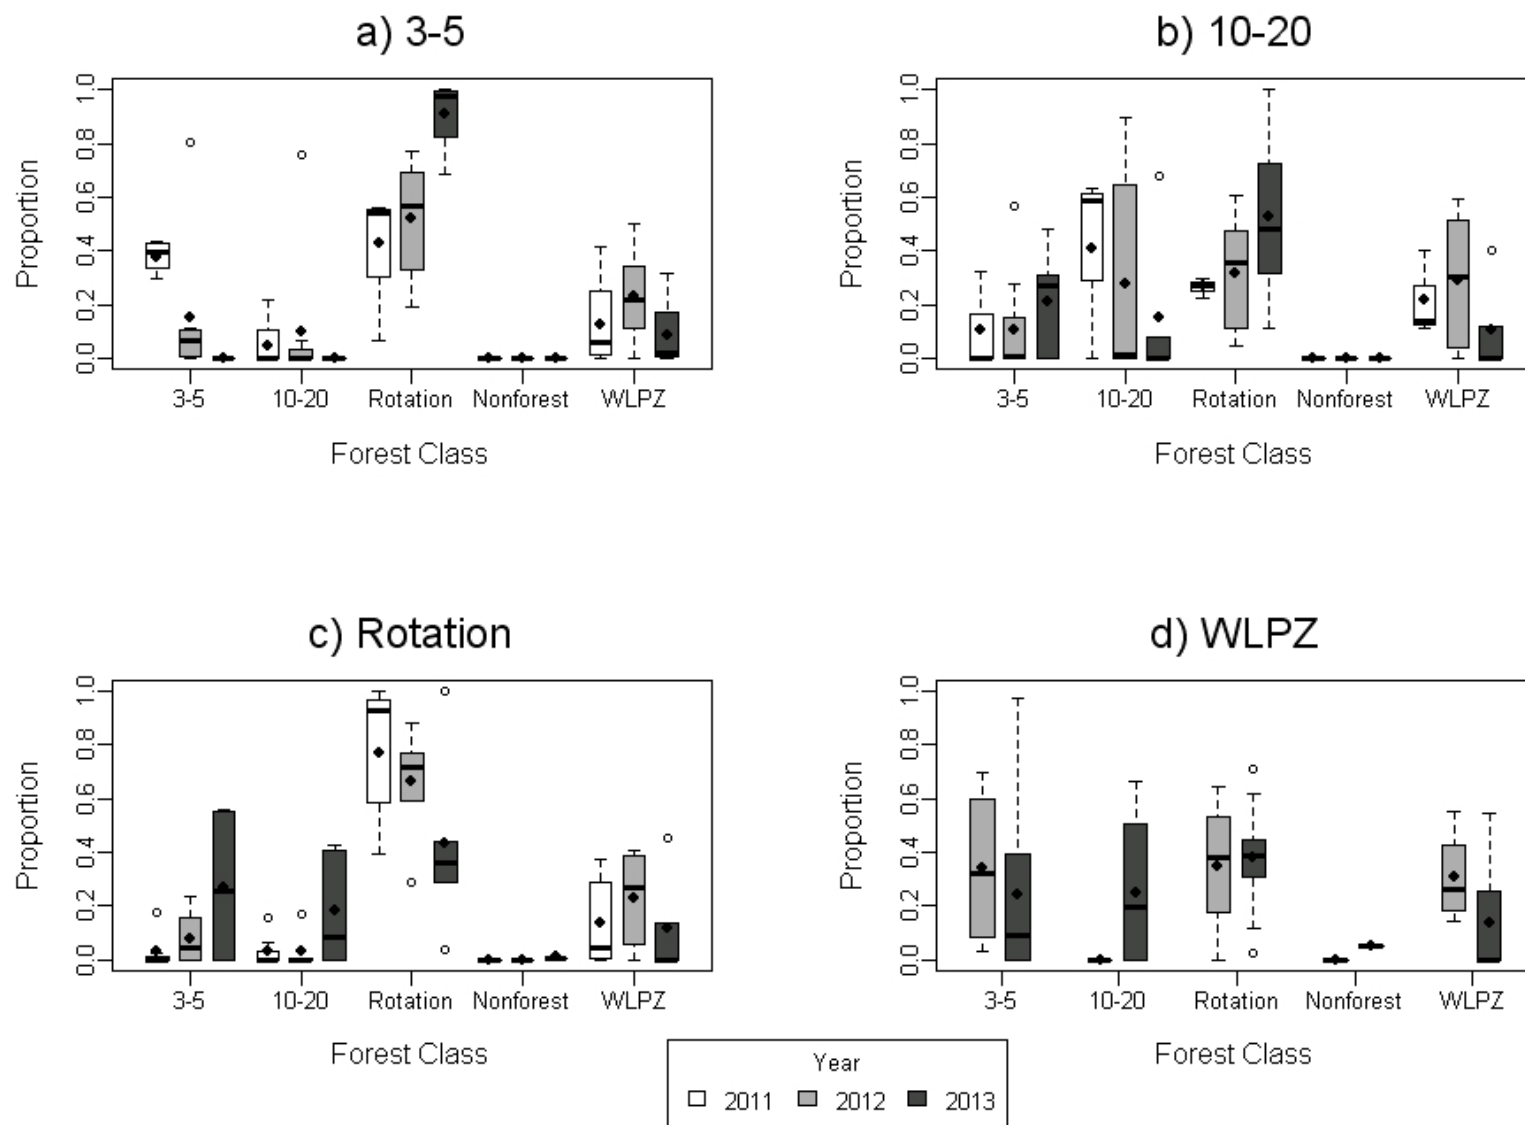 a) 3-5
b) 10-20
Proportion
0.0 0.2 0.4 0.6 0.8 1.0
3-5 10-20 Rotation Nonforest WLPZ
Forest Class
Proportion
0.0 0.2 0.4 0.6 0.8 1.0
3-5 10-20 Rotation Nonforest WLPZ
Forest Class
c) Rotation
d) WLPZ
Proportion
0.0 0.2 0.4 0.6 0.8 1.0
3-5 10-20 Rotation Nonforest WLPZ
Forest Class
Proportion
0.0 0.2 0.4 0.6 0.8 1.0
3-5 10-20 Rotation Nonforest WLPZ
Forest Class
Year
2011 2012 2013